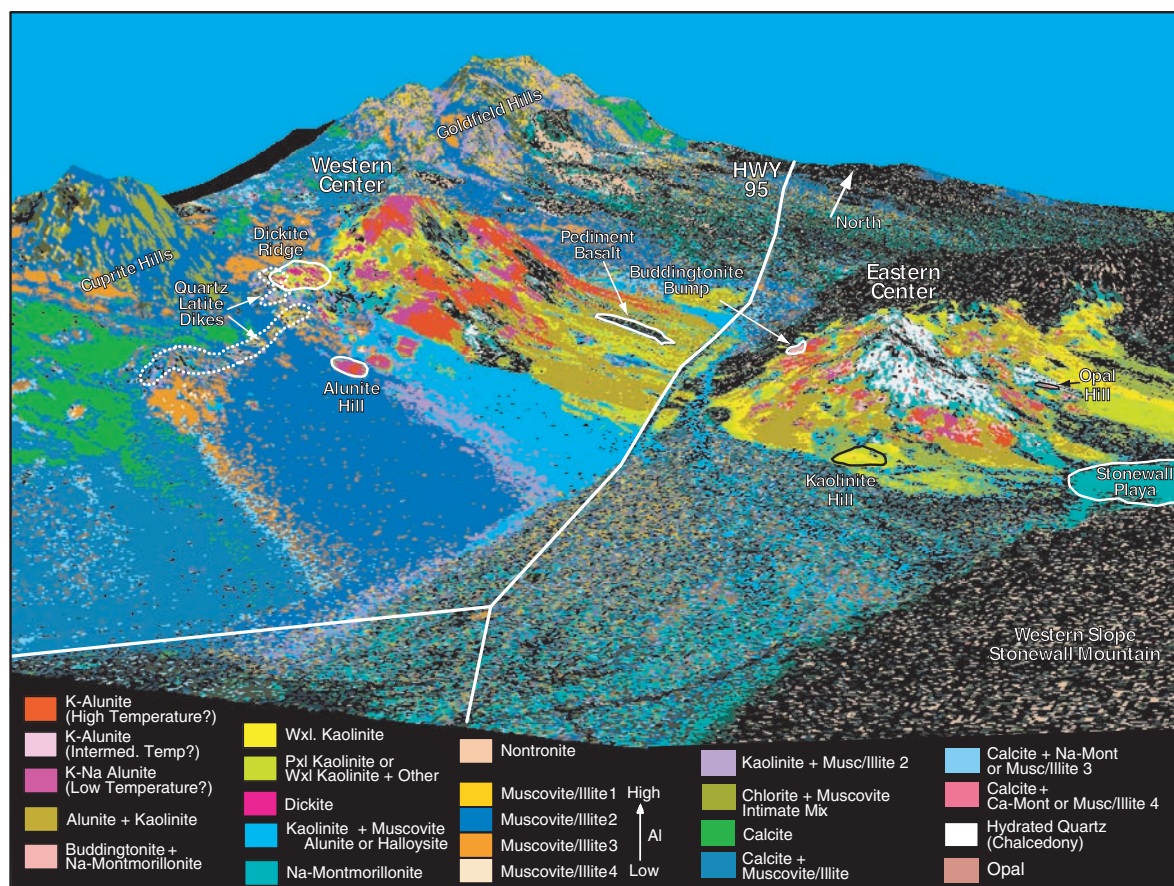 Goldfield Hills
Western
Center
HWY
95
North
Dickite
Ridge
Pediment
Basalt
Buddingtonite
Bump
Eastern
Center
Cuprite Hills
Quartz
Latite
Dikes
Alunite
Hill
Opal
Hill
Kaolinite
Hill
Stonewall
Playa
Western Slope
Stonewall Mountain
K-Alunite
(High Temperature?)
K-Alunite
(Intermed. Temp?)
K-Na Alunite
(Low Temperature?)
Alunite + Kaolinite
Buddingtonite +
Na-Montmorillonite
Wxl. Kaolinite
Pxl Kaolinite or
Wxl Kaolinite + Other
Dickite
Kaolinite + Muscovite
Alunite or Halloysite
Na-Montmorillonite
Nontronite
Muscovite/Illite1
Muscovite/Illite2
Muscovite/Illite3
Muscovite/Illite4
High
Al
Low
Kaolinite + Musc/Illite 2
Chlorite + Muscovite
Intimate Mix
Calcite
Calcite +
Muscovite/Illite
Calcite + Na-Mont
or Musc/Illite 3
Calcite +
Ca-Mont or Musc/Illite 4
Hydrated Quartz
(Chalcedony)
Opal